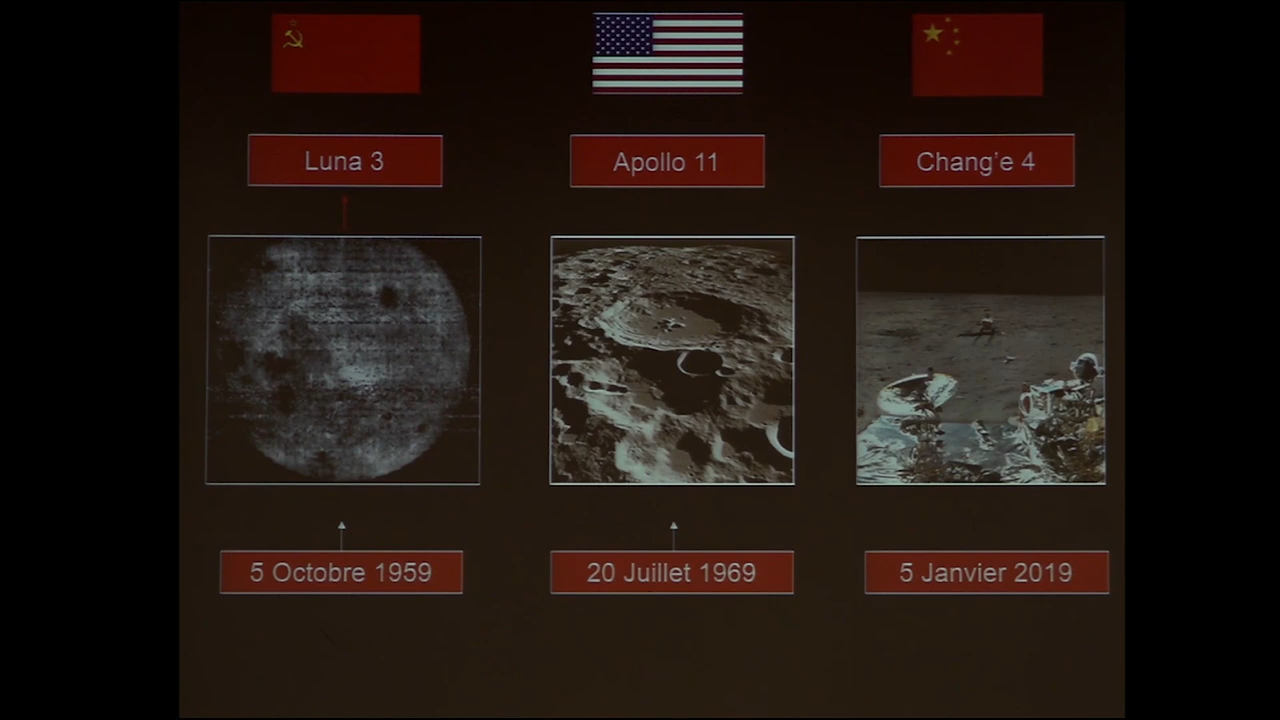 Luna 3
Apollo 11
Chang'e 4
5 Octobre 1959
20 Juillet 1969
5 Janvier 2019